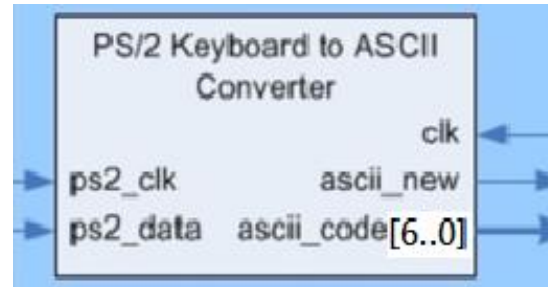 PS/2 Keyboard to ASCII
Converter
clk
ps2_clk ascii_new
ps2_data ascii_code[6..0]